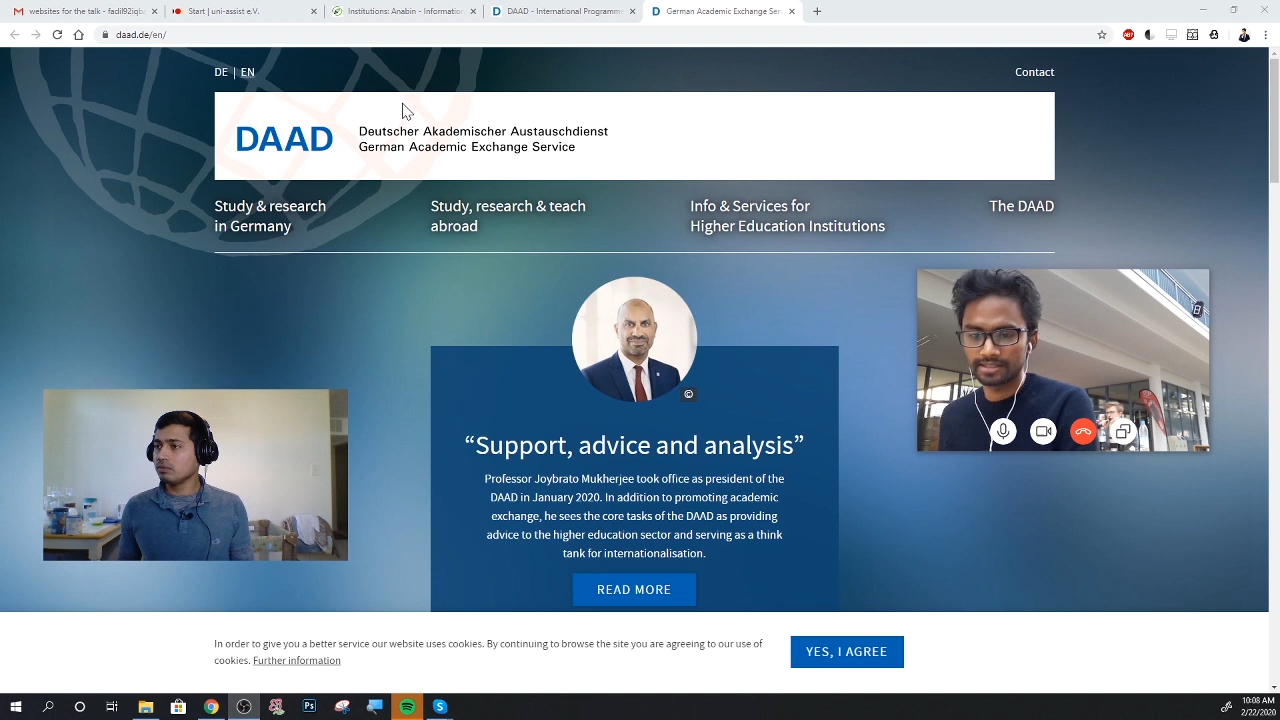 websites for the talk - fadil92iqba
Start | uni-assist e.V.
Institutions: Anabin - Information
DAAD - International Programme
German Academic Exchange Ser
daad.de/en/
DE | EN
Contact
DAAD
Deutscher Akademischer Austauschdienst
German Academic Exchange Service
Study & research
in Germany
Study, research & teach
abroad
Info & Services for
Higher Education Institutions
The DAAD
©
“Support, advice and analysis”
Professor Joybrato Mukherjee took office as president of the
DAAD in January 2020. In addition to promoting academic
exchange, he sees the core tasks of the DAAD as providing
advice to the higher education sector and serving as a think
tank for internationalisation.
READ MORE
In order to give you a better service our website uses cookies. By continuing to browse the site you are agreeing to our use of
cookies. Further information
YES, I AGREE
10:08 AM
2/22/2020